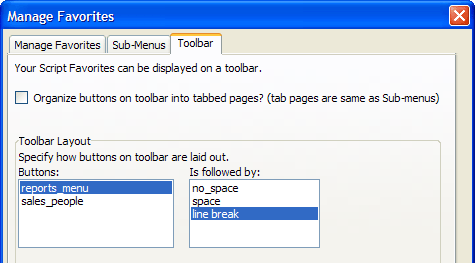 Manage Favorites
Manage Favorites Sub-Menus Toolbar
Your Script Favorites can be displayed on a toolbar.
Organize buttons on toolbar into tabbed pages? (tab pages are same as Sub-menus)
Toolbar Layout
Specify how buttons on toolbar are laid out.
Buttons: Is followed by:
reports_menu no_space
sales_people space
line break